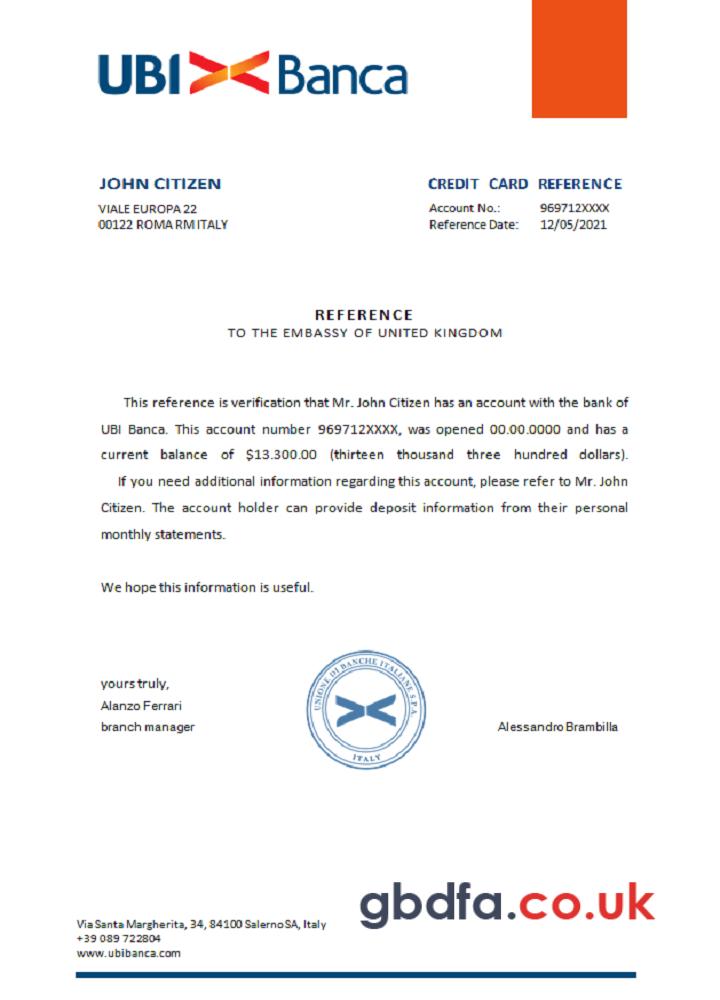 UBI Banca
JOHN CITIZEN
VIALE EUROPA 22
00122 ROMA RM ITALY
CREDIT CARD REFERENCE
Account No.: 969712XXXX
Reference Date: 12/05/2021
REFERENCE
TO THE EMBASSY OF UNITED KINGDOM
This reference is verification that Mr. John Citizen has an account with the bank of
UBI Banca. This account number 969712XXXX, was opened 00.00.0000 and has a
current balance of $13.300.00 (thirteen thousand three hundred dollars).
If you need additional information regarding this account, please refer to Mr. John
Citizen. The account holder can provide deposit information from their personal
monthly statements.
We hope this information is useful.
yours truly,
Alanzo Ferrari
branch manager
UNIONE DI BANCHE ITALIANE S.P.A.
ITALY
Alessandro Brambilla
gbdfa.co.uk
Via Santa Margherita, 34, 84100 Salerno SA, Italy
+39 089 722804
www.ubibanca.com